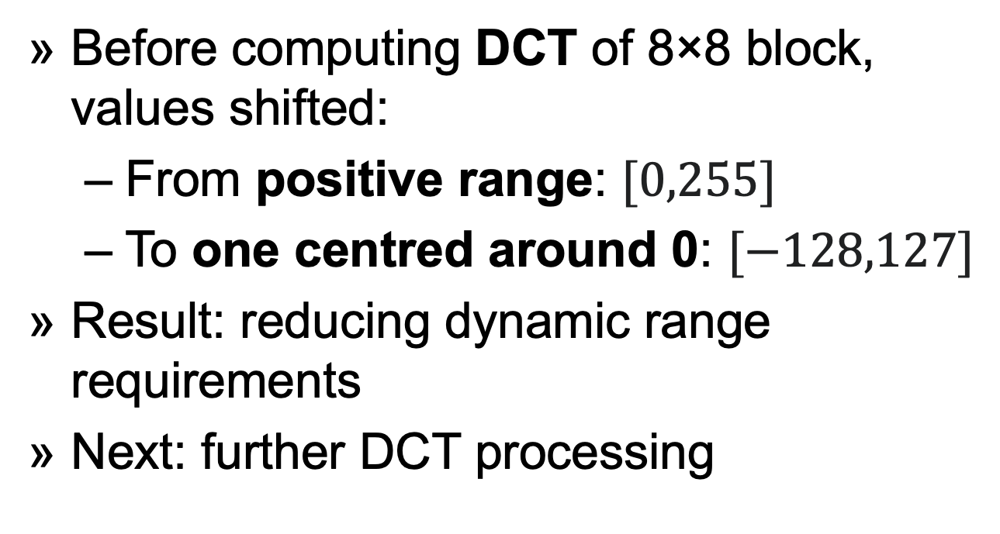 » Before computing DCT of 8×8 block,
values shifted:
– From positive range: [0,255]
– To one centred around 0: [−128,127]
» Result: reducing dynamic range
requirements
» Next: further DCT processing